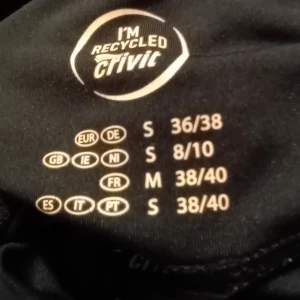 I'M
RECYCLED
crivit
EUR DE S 36/38
GB IE NI S 8/10
FR M 38/40
ES IT PT S 38/40